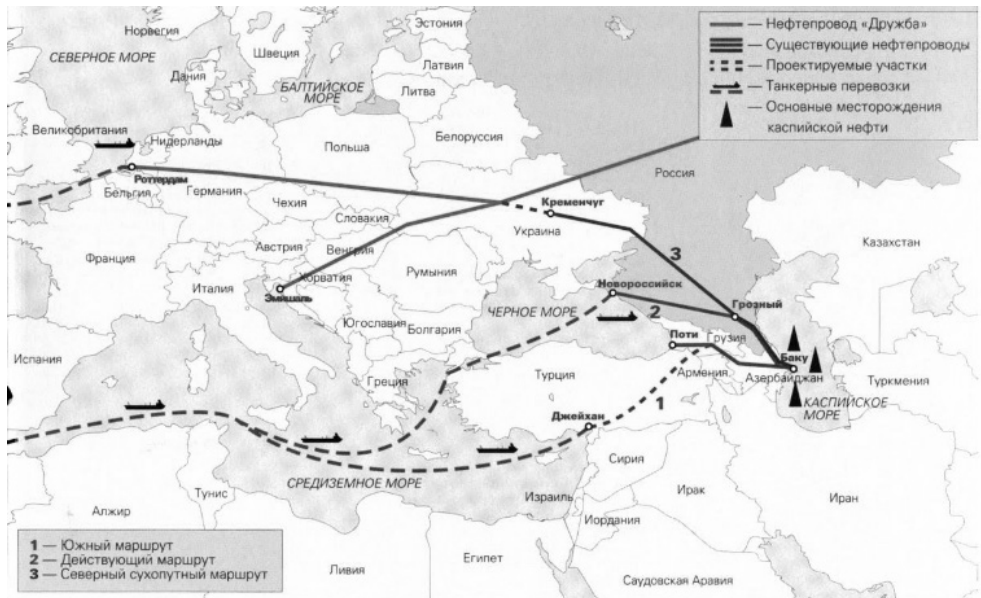 — Нефтепровод «Дружба»
— Существующие нефтепроводы
— Проектируемые участки
— Танкерные перевозки
— Основные месторождения
каспийской нефти
Эстония
Норвегия
Швеция
СЕВЕРНОЕ МОРЕ
Латвия
Дания
БАЛТИЙСКОЕ
МОРЕ
Литва
Великобритания
Нидерланды
Белоруссия
Польша
Россия
Роттердам
Бельгия
Германия
Чехия
Кременчуг
Словакия
Украина
Казахстан
Франция
Австрия
Венгрия
3
Румыния
Хорватия
Италия
Эмишаль
Новороссийск
Грозный
ЧЕРНОЕ МОРЕ
2
Югославия
Болгария
Поти
Грузия
Испания
Баку
Греция
Турция
Армения
Азербайджан
Туркмения
КАСПИЙСКОЕ
МОРЕ
1
Джейхан
Сирия
СРЕДИЗЕМНОЕ МОРЕ
Тунис
Израиль
Ирак
Иран
Алжир
Иордания
Ливия
Египет
Саудовская Аравия
1 — Южный маршрут
2 — Действующий маршрут
3 — Северный сухопутный маршрут